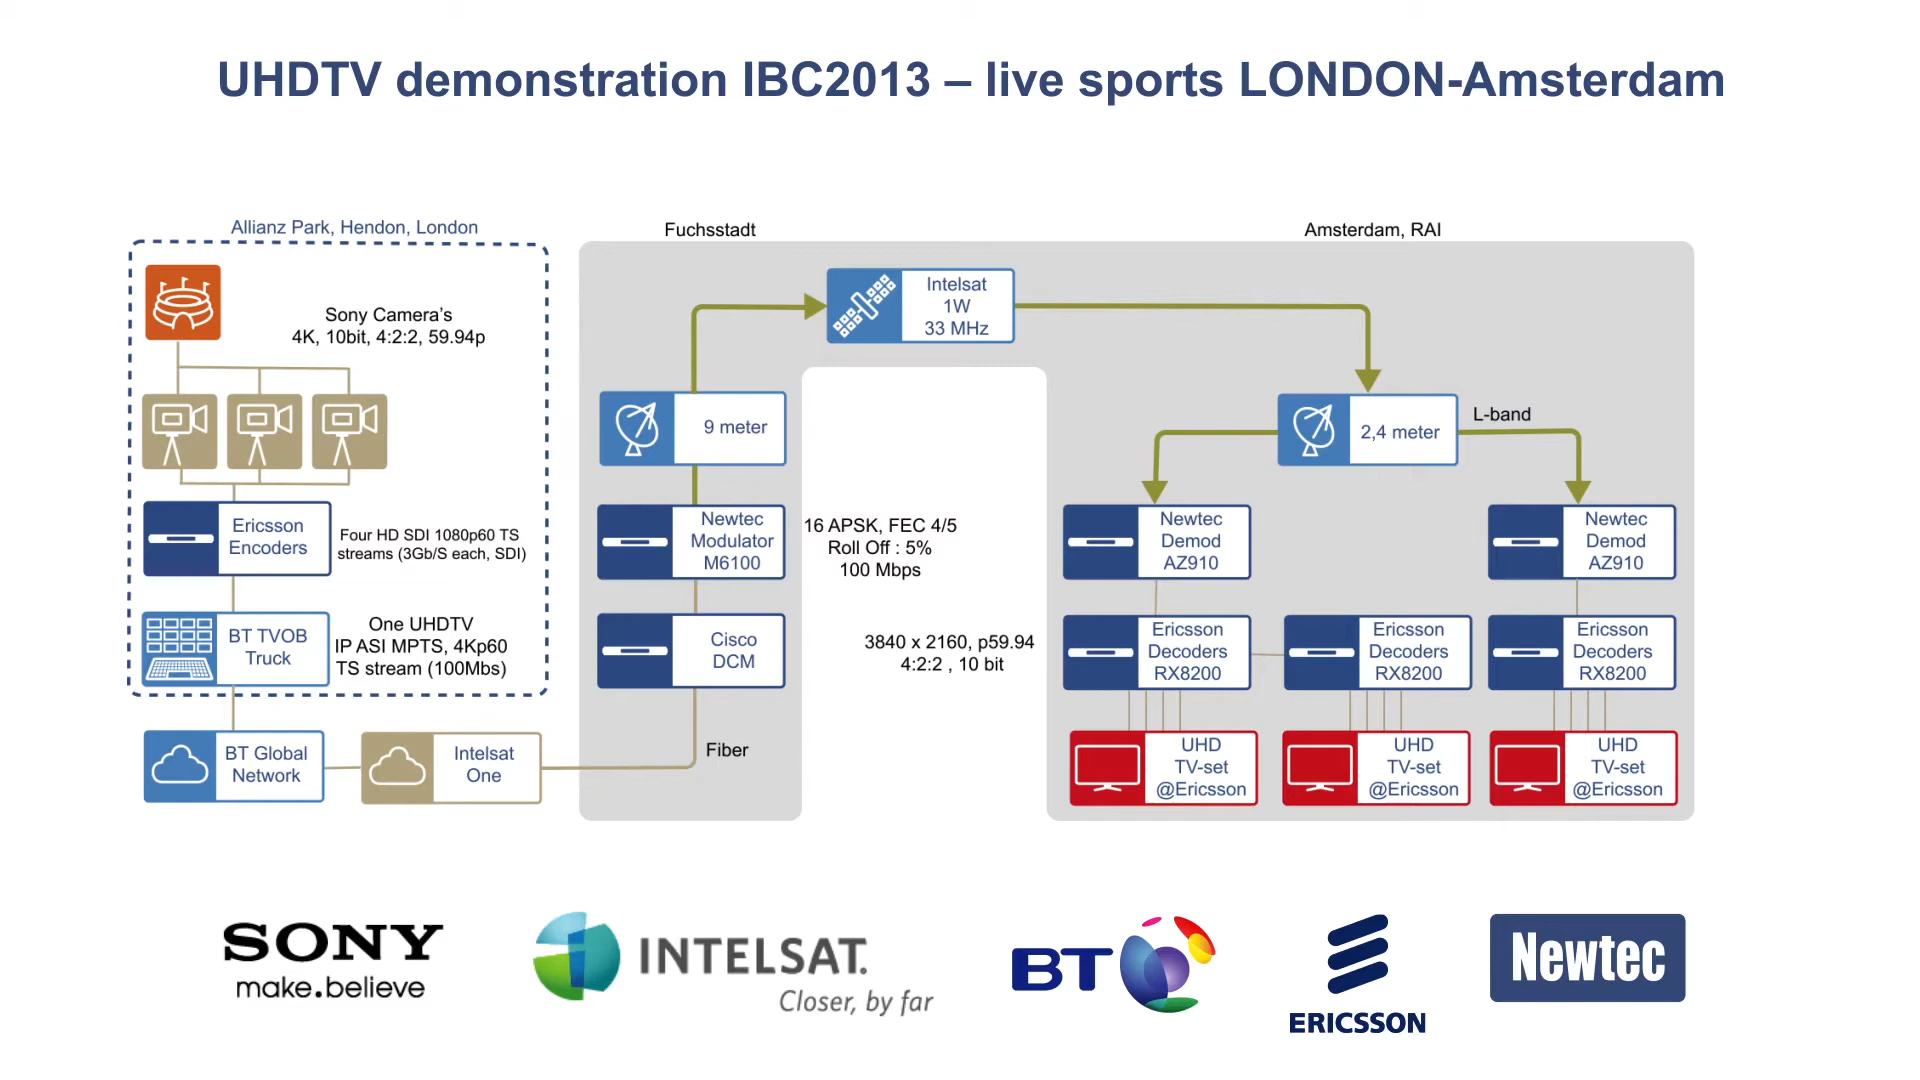 UHDTV demonstration IBC2013 – live sports LONDON-Amsterdam
Allianz Park, Hendon, London
Sony Camera's
4K, 10bit, 4:2:2, 59.94p
Ericsson
Encoders
Four HD SDI 1080p60 TS
streams (3Gb/S each, SDI)
BT TVOB
Truck
One UHDTV
IP ASI MPTS, 4Kp60
TS stream (100Mbs)
BT Global
Network
Intelsat
One
Fiber
Fuchsstadt
9 meter
Newtec
Modulator
M6100
16 APSK, FEC 4/5
Roll Off : 5%
100 Mbps
Cisco
DCM
Intelsat
1W
33 MHz
Amsterdam, RAI
2,4 meter
L-band
Newtec
Demod
AZ910
Newtec
Demod
AZ910
3840 x 2160, p59.94
4:2:2 , 10 bit
Ericsson
Decoders
RX8200
Ericsson
Decoders
RX8200
Ericsson
Decoders
RX8200
UHD
TV-set
@Ericsson
UHD
TV-set
@Ericsson
UHD
TV-set
@Ericsson
SONY
make.believe
INTELSAT.
Closer, by far
BT
ERICSSON
Newtec